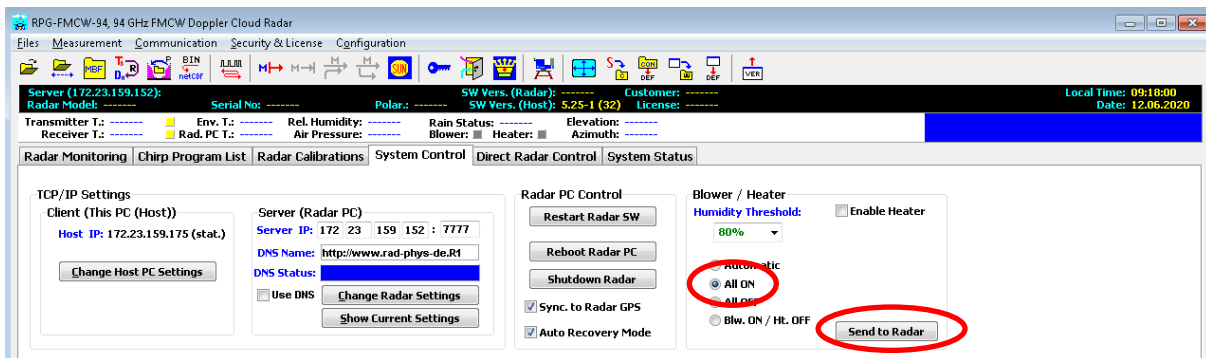 RPG-FMCW-94, 94 GHz FMCW Doppler Cloud Radar
Files Measurement Communication Security & License Configuration
MBF BIN netCDF SUN CON DEF DEF VER
Server (172.23.159.152): SW Vers. (Radar): ------- Customer: ------- Local Time: 09:18:00
Radar Model: ------- Serial No: ------- Polar.: ------- SW Vers. (Host): 5.25-1 (32) License: ------- Date: 12.06.2020
Transmitter T.: ------- Env. T.: ------- Rel. Humidity: ------- Rain Status: ------- Elevation: -------
Receiver T.: ------- Rad. PC T.: ------- Air Pressure: ------- Blower: Heater: Azimuth: -------
Radar Monitoring Chirp Program List Radar Calibrations System Control Direct Radar Control System Status
TCP/IP Settings
Client (This PC (Host))
Host IP: 172.23.159.175 (stat.)
Change Host PC Settings
Server (Radar PC)
Server IP: 172 23 159 152 : 7777
DNS Name: http://www.rad-phys-de.R1
DNS Status:
Use DNS Change Radar Settings
Show Current Settings
Radar PC Control
Restart Radar SW
Reboot Radar PC
Shutdown Radar
Sync. to Radar GPS
Auto Recovery Mode
Blower / Heater
Humidity Threshold: Enable Heater
80%
Automatic
All ON
All OFF
Blw. ON / Ht. OFF
Send to Radar